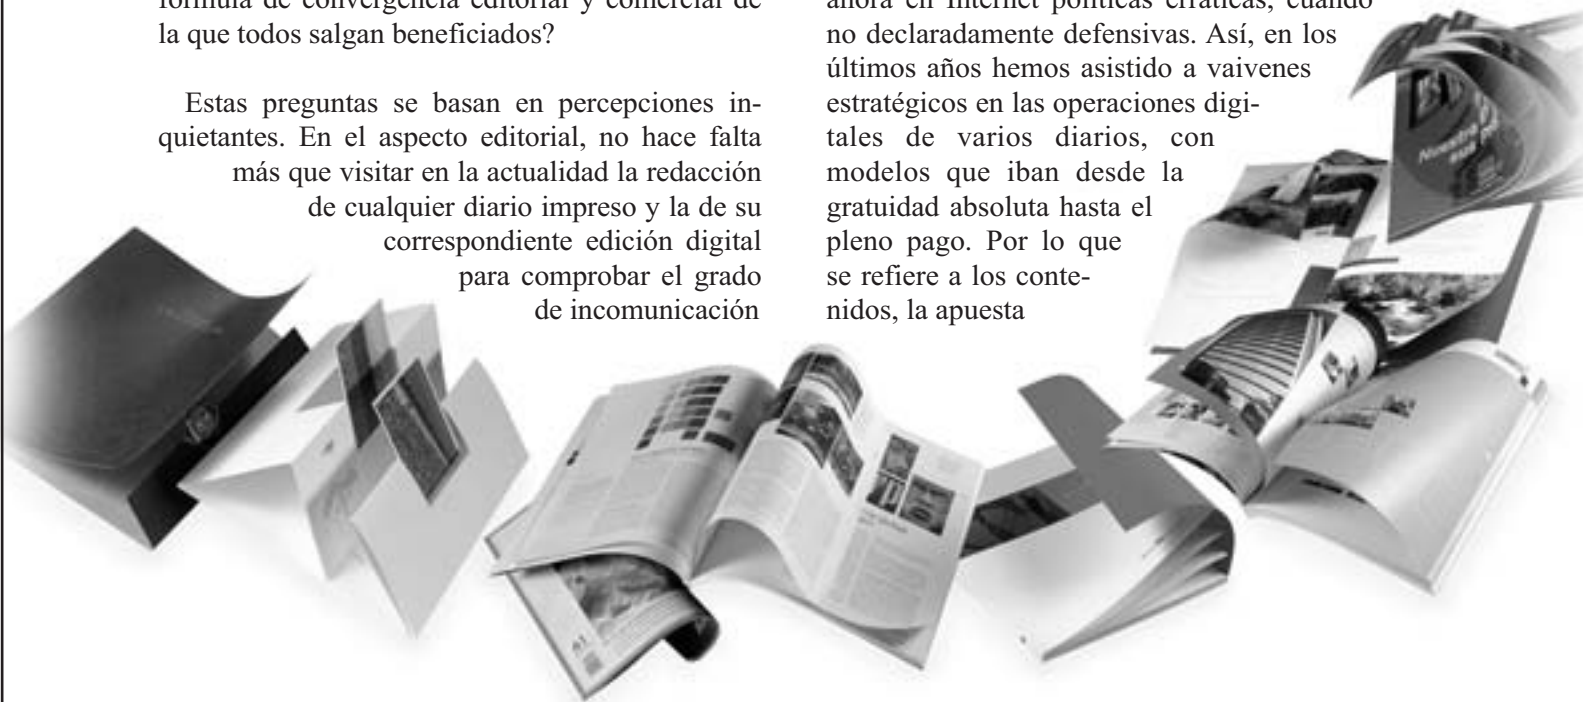 fórmula de convergencia editorial y comercial de
la que todos salgan beneficiados?
Estas preguntas se basan en percepciones in-
quietantes. En el aspecto editorial, no hace falta
más que visitar en la actualidad la redacción
de cualquier diario impreso y la de su
correspondiente edición digital
para comprobar el grado
de incomunicación
ahora en Internet políticas erráticas, cuando
no declaradamente defensivas. Así, en los
últimos años hemos asistido a vaivenes
estratégicos en las operaciones digi-
tales de varios diarios, con
modelos que iban desde la
gratuidad absoluta hasta el
pleno pago. Por lo que
se refiere a los conte-
nidos, la apuesta